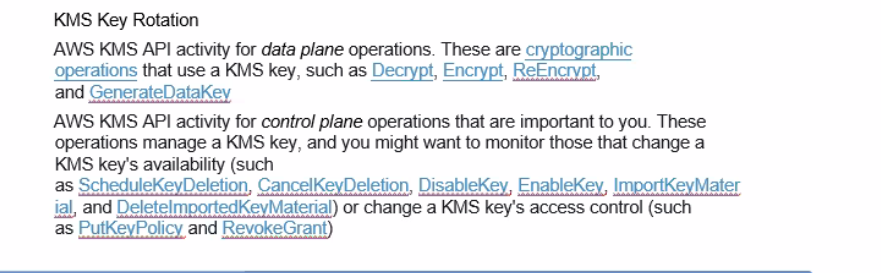 KMS Key Rotation
AWS KMS API activity for data plane operations. These are cryptographic
operations that use a KMS key, such as Decrypt, Encrypt, ReEncrypt,
and GenerateDataKey
AWS KMS API activity for control plane operations that are important to you. These
operations manage a KMS key, and you might want to monitor those that change a
KMS key's availability (such
as ScheduleKeyDeletion, CancelKeyDeletion, DisableKey, EnableKey, ImportKeyMater
ial, and DeleteImportedKeyMaterial) or change a KMS key's access control (such
as PutKeyPolicy and RevokeGrant)